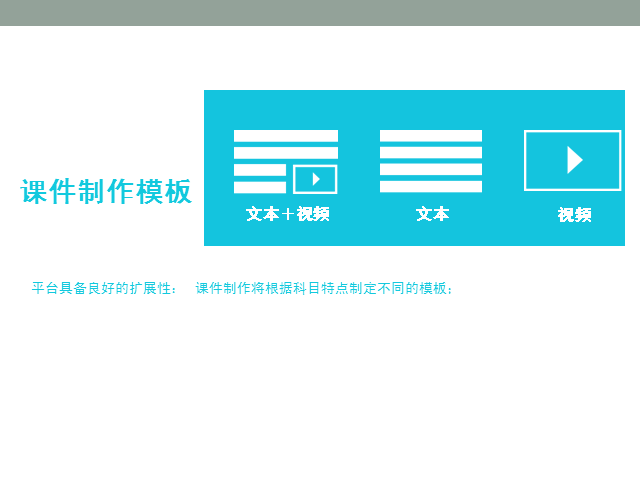 课件制作模板
文本＋视频
文本
视频
平台具备良好的扩展性： 课件制作将根据科目特点制定不同的模板；